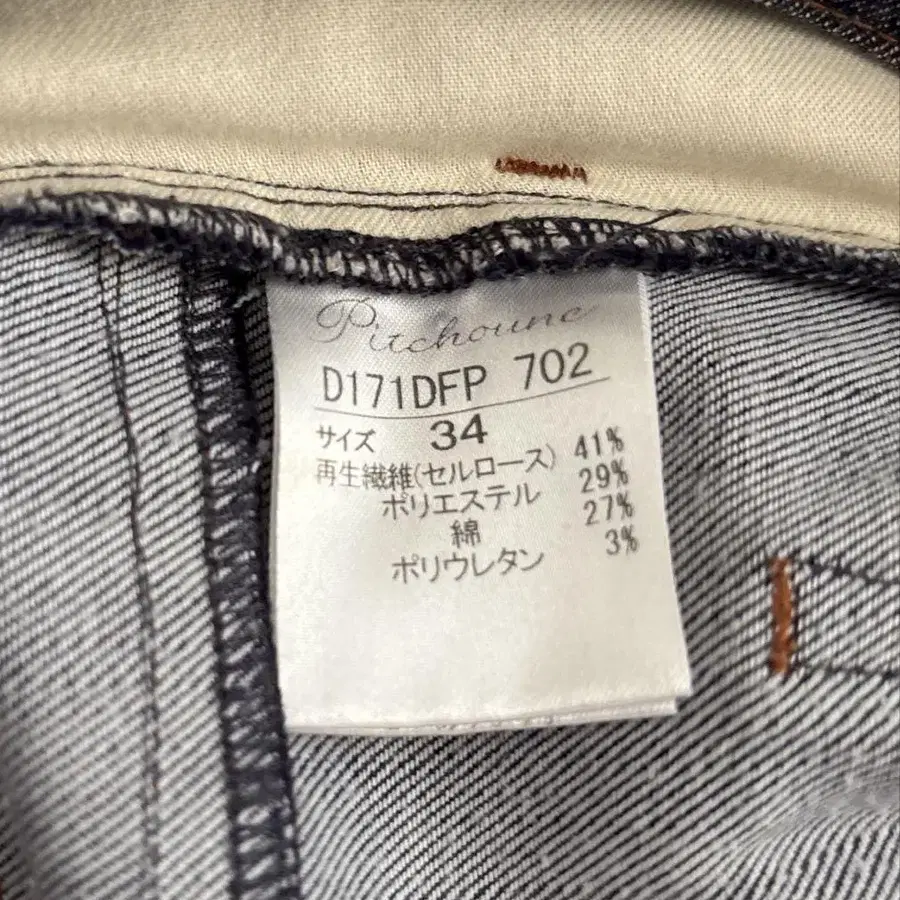 Pitchoune
D171DFP 702
サイズ 34
再生繊維(セルロース) 41%
ポリエステル 29%
綿 27%
ポリウレタン 3%